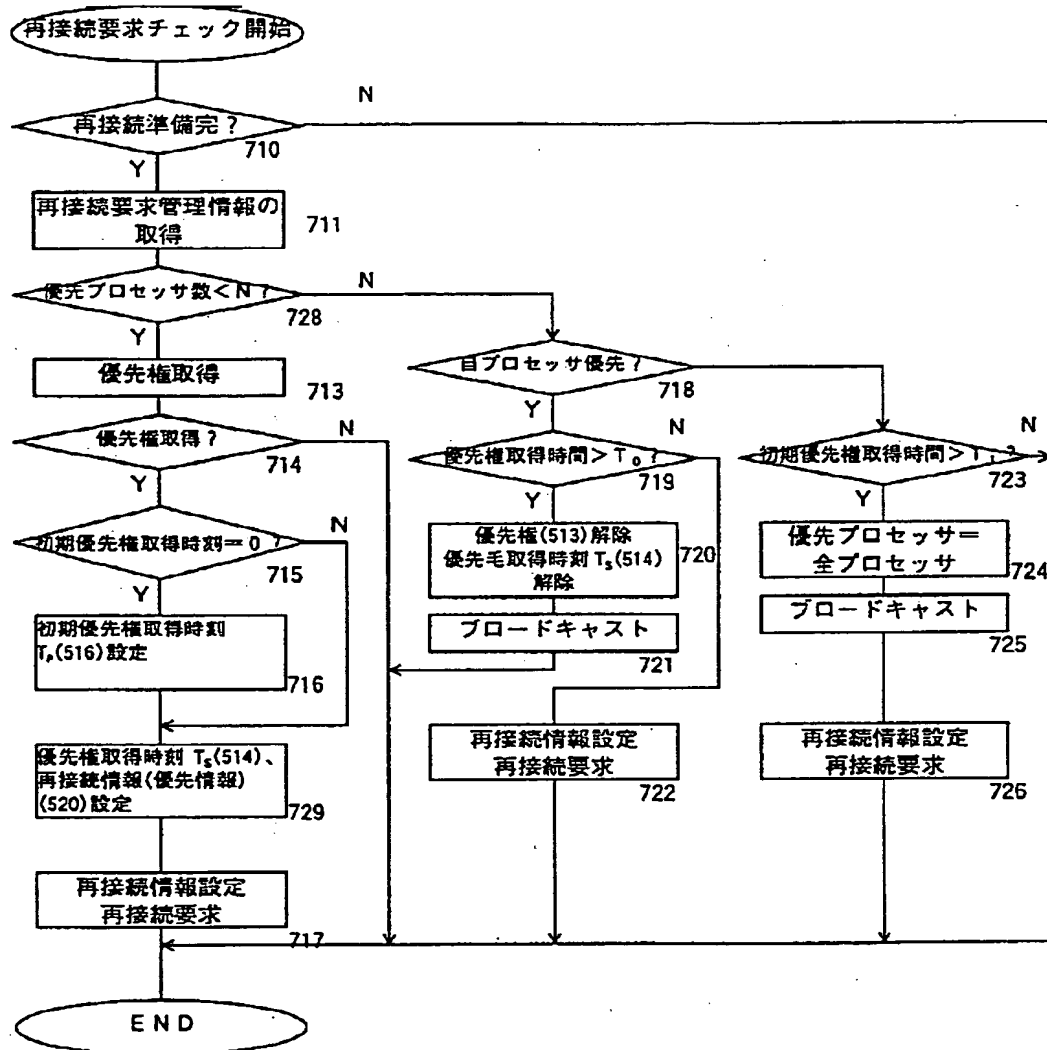 再接続要求チェック開始
N
再接続準備完?
710
Y
再接続要求管理情報の
取得
711
優先プロセッサ数<N?
N
728
Y
優先権取得
713
優先権取得?
N
714
Y
初期優先権取得時刻=0?
N
715
Y
初期優先権取得時刻
T_F(516)設定
716
優先権取得時刻 T_S(514)、
再接続情報(優先情報)
(520)設定
729
再接続情報設定
再接続要求
717
END
目プロセッサ優先?
718
Y
N
優先権取得時間>T_0?
719
Y
優先権(513)解除
優先毛取得時刻 T_S(514)
解除
720
ブロードキャスト
721
再接続情報設定
再接続要求
722
N
初期優先権取得時間>T_1?
723
Y
優先プロセッサ=
全プロセッサ
724
ブロードキャスト
725
再接続情報設定
再接続要求
726